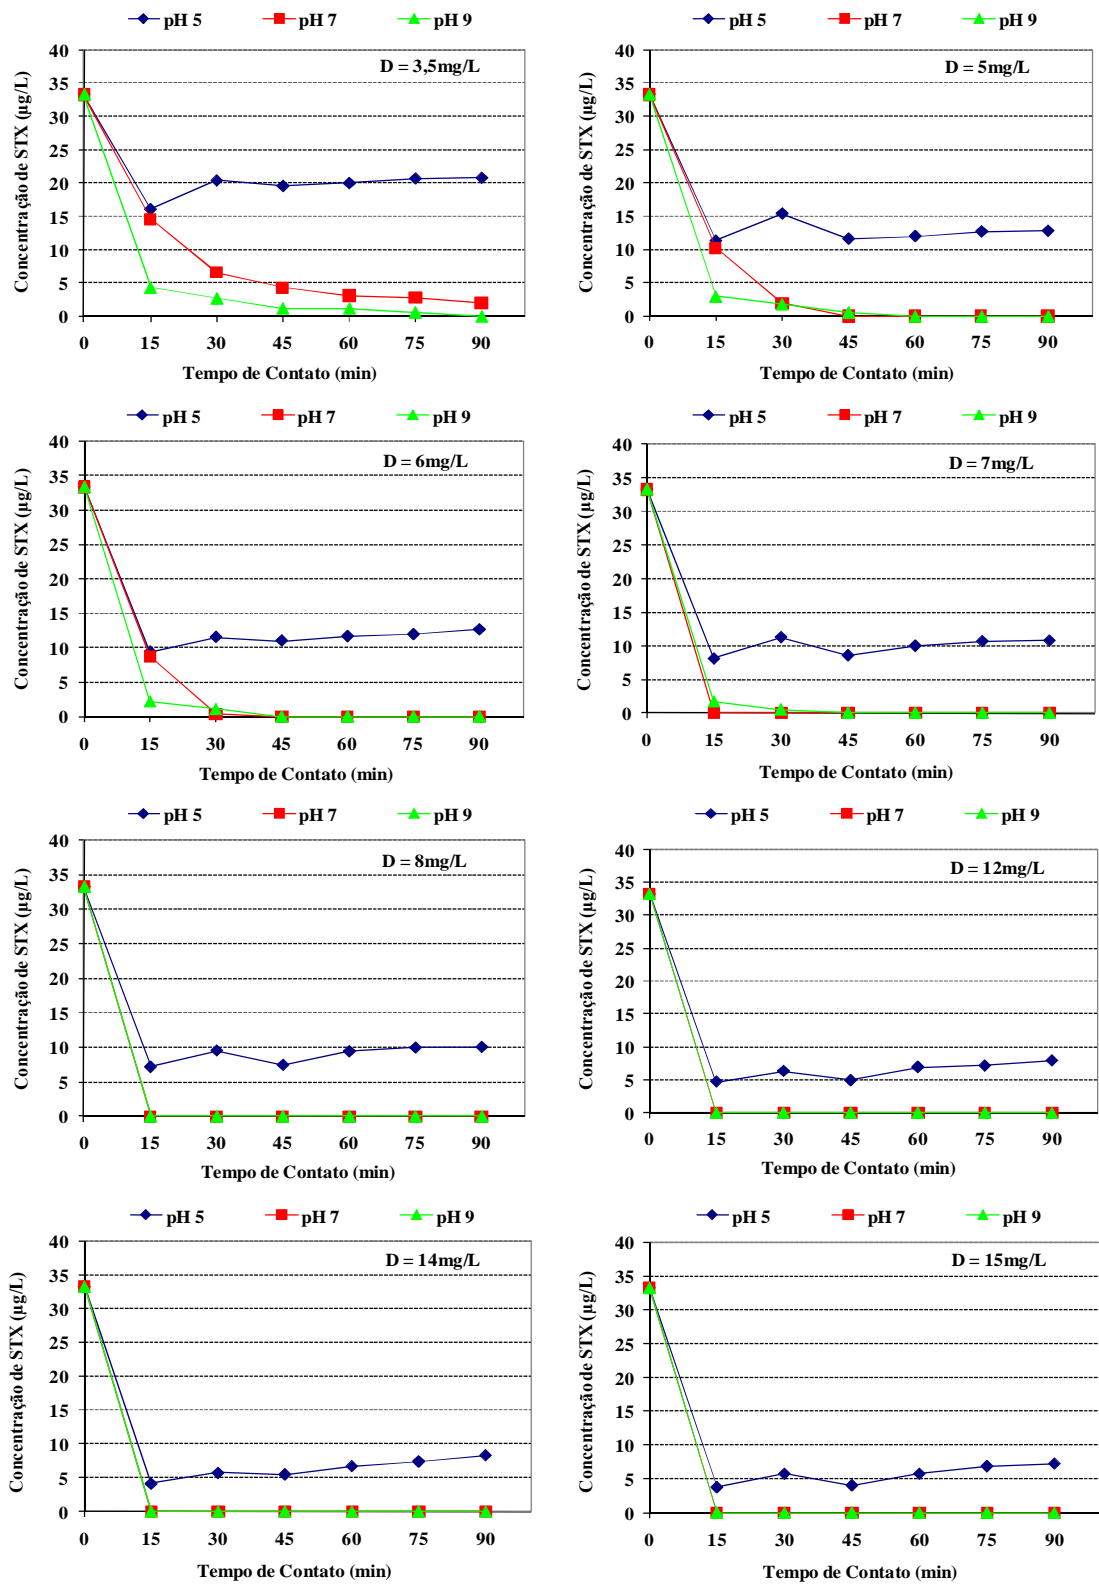 pH 5 pH 7 pH 9
D = 3,5mg/L
Concentração de STX (µg/L)
40
35
30
25
20
15
10
5
0
0 15 30 45 60 75 90
Tempo de Contato (min)
pH 5 pH 7 pH 9
D = 5mg/L
Concentração de STX (µg/L)
40
35
30
25
20
15
10
5
0
0 15 30 45 60 75 90
Tempo de Contato (min)
pH 5 pH 7 pH 9
D = 6mg/L
Concentração de STX (µg/L)
40
35
30
25
20
15
10
5
0
0 15 30 45 60 75 90
Tempo de Contato (min)
pH 5 pH 7 pH 9
D = 7mg/L
Concentração de STX (µg/L)
40
35
30
25
20
15
10
5
0
0 15 30 45 60 75 90
Tempo de Contato (min)
pH 5 pH 7 pH 9
D = 8mg/L
Concentração de STX (µg/L)
40
35
30
25
20
15
10
5
0
0 15 30 45 60 75 90
Tempo de Contato (min)
pH 5 pH 7 pH 9
D = 12mg/L
Concentração de STX (µg/L)
40
35
30
25
20
15
10
5
0
0 15 30 45 60 75 90
Tempo de Contato (min)
pH 5 pH 7 pH 9
D = 14mg/L
Concentração de STX (µg/L)
40
35
30
25
20
15
10
5
0
0 15 30 45 60 75 90
Tempo de Contato (min)
pH 5 pH 7 pH 9
D = 15mg/L
Concentração de STX (µg/L)
40
35
30
25
20
15
10
5
0
0 15 30 45 60 75 90
Tempo de Contato (min)